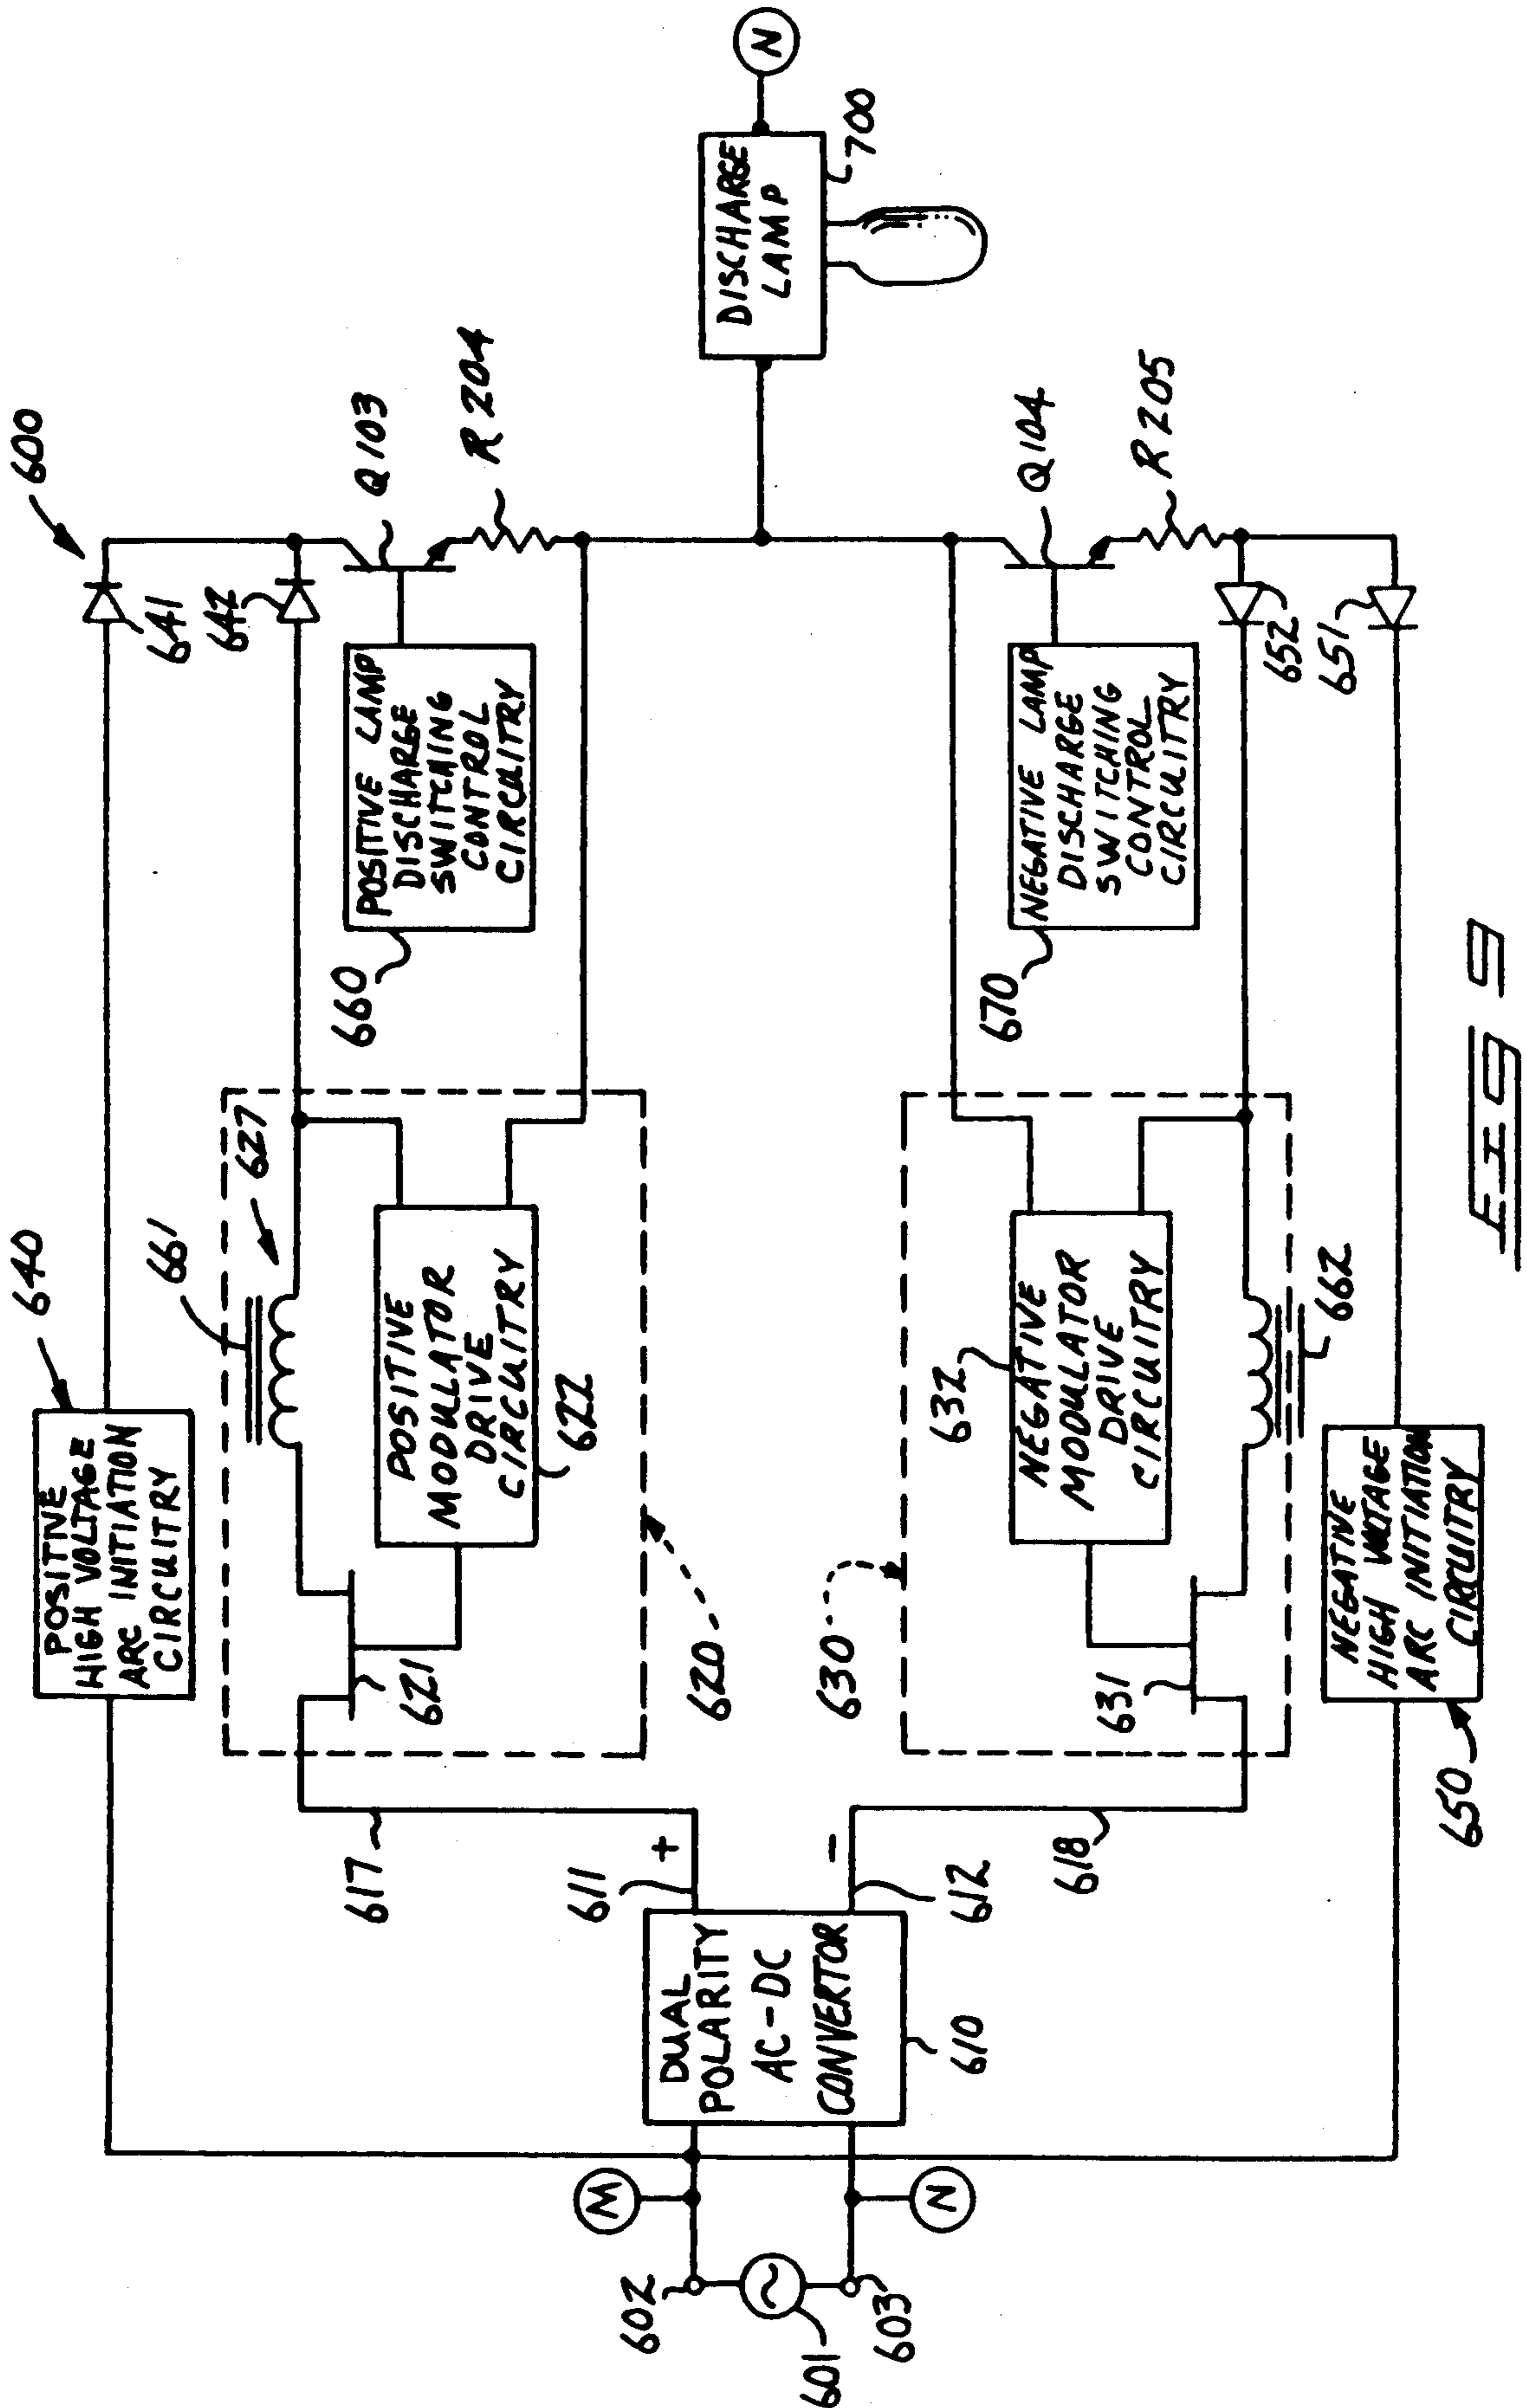 600
640
POSITIVE
HIGH VOLTAGE
ARC INITIATION
CIRCUITRY
641
642
661
627
Q103
R204
POSITIVE LAMP
DISCHARGE
SWITCHING
CONTROL
CIRCUITRY
660
621
POSITIVE
MODULATOR
DRIVE
CIRCUITRY
622
620
617
611
+
M
602
601
603
N
DUAL
POLARITY
AC-DC
CONVERTOR
610
−
612
618
630
631
632
NEGATIVE
MODULATOR
DRIVE
CIRCUITRY
662
NEGATIVE LAMP
DISCHARGE
SWITCHING
CONTROL
CIRCUITRY
670
Q104
R205
652
651
NEGATIVE
HIGH VOLTAGE
ARC INITIATION
CIRCUITRY
650
DISCHARGE
LAMP
700
N
FIG 9